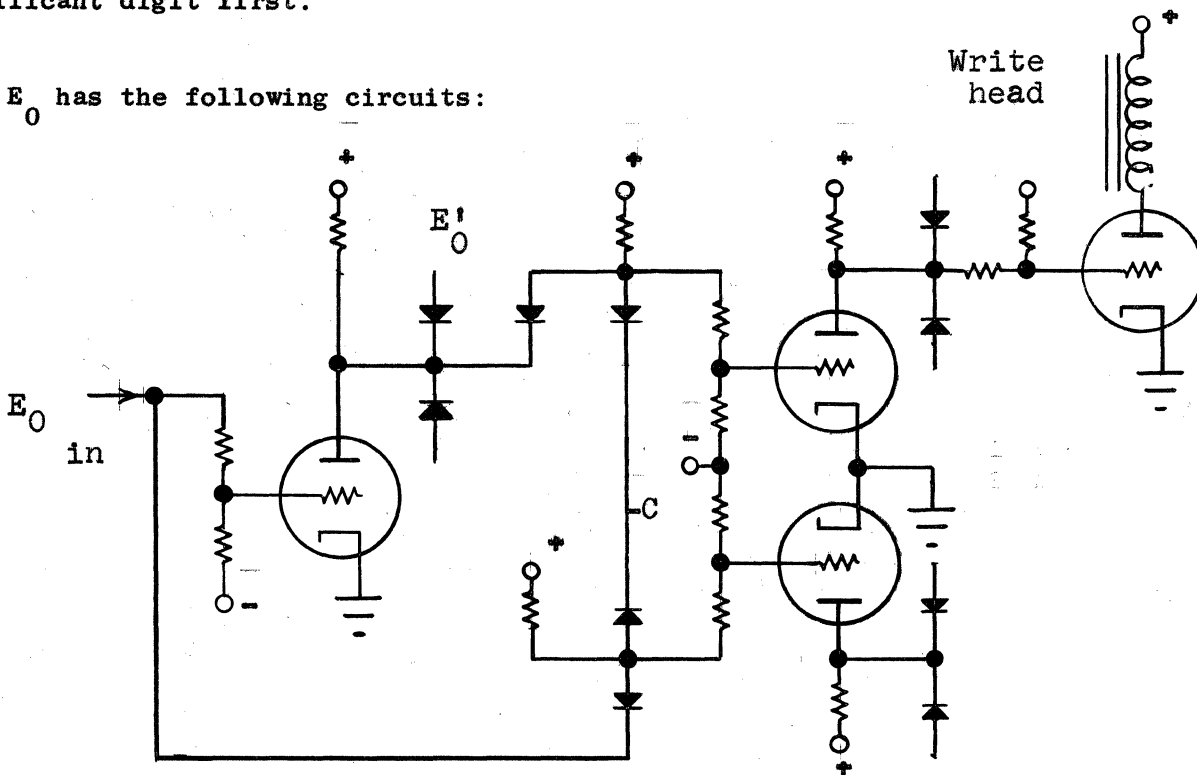 ificant digit first.
E0 has the following circuits:
Write
head
+
+
+
+
E'0
E0
in
-
-
+
-C
+